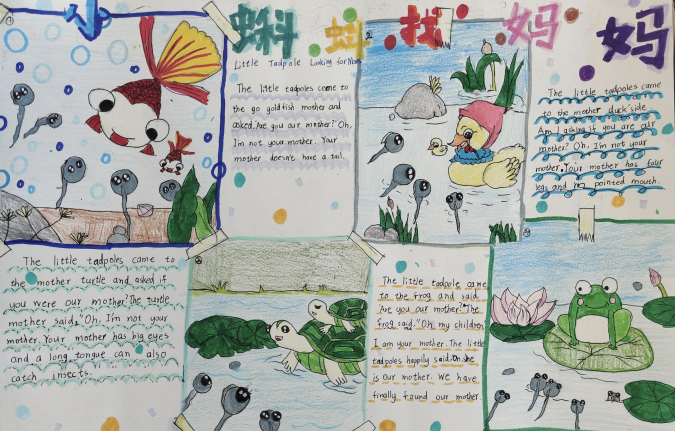 小蝌蚪找妈妈
Little Tadpole Looking for Mom
The little tadpoles came to
the go goldfish mother and
asked. Are you our mother? Oh,
I'm not your mother. Your
mother doesn't have a tail.
2
The little tadpoles came
to the mother duck side
Am I asking if you are our
mother? Oh, I'm not your
mother. Your mother has four
legs and no pointed mouth.
The little tadpoles came to
the mother turtle and asked if
you were our mother. The turtle
mother said, "Oh, I'm not your
mother. Your mother has big eyes
and a long tongue can also
catch insects.
The little tadpole came
to the frog and said
Are you our mother?" The
frog said, "Oh, my children,
I am your mother. The little
tadpoles happily said. Oh she
is our mother. We have
finally found our mother.